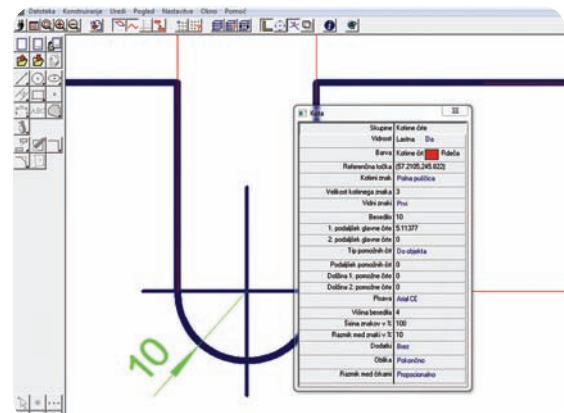 Datoteka Konstruiranje Uredi Pogled Nastavitve Okno Pomoč
Kota
Skupine Kotirne črte
Vidnost Lastna Da
Barva Kotirne črt Rdeča
Referenčna točka (57.2105,245.822)
Kotirni znak Polna puščica
Velikost kotirnega znaka 3
Vidni znaki Prvi
Besedilo 10
1. podaljšek glavne črte 5.11377
2. podaljšek glavne črte 0
Tip pomožnih črt Do objekta
Podaljšek pomožnih črt 0
Dolžina 1. pomožne črte 0
Dolžina 2. pomožne črte 0
Pisava Arial CE
Višina besedila 4
Širina znakov v % 100
Razmik med znaki v % 10
Dodatki Brez
Oblika Pokončno
Razmik med črkami Proporcionalno
10